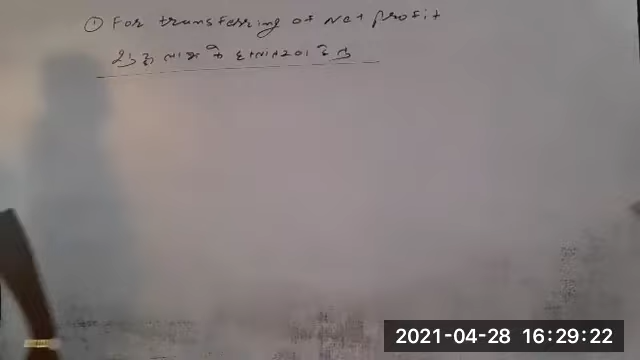 ① For transferring of Net profit
शुद्ध लाभ के
2021-04-28 16:29:22